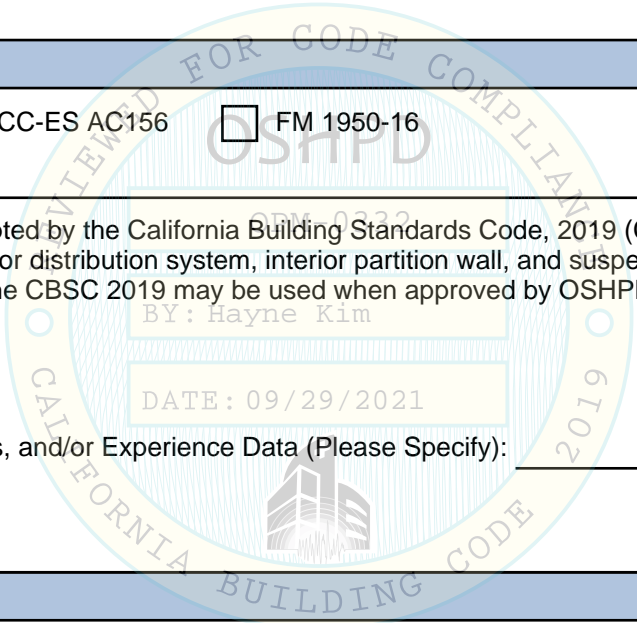 REVIEWED FOR CODE COMPLIANCE
CC-ES AC156 FM 1950-16
OSHPD
OPM-0332
oted by the California Building Standards Code, 2019 (C
or distribution system, interior partition wall, and suspe
he CBSC 2019 may be used when approved by OSHPD
BY: Hayne Kim
DATE: 09/29/2021
s, and/or Experience Data (Please Specify):
CALIFORNIA BUILDING CODE 2019